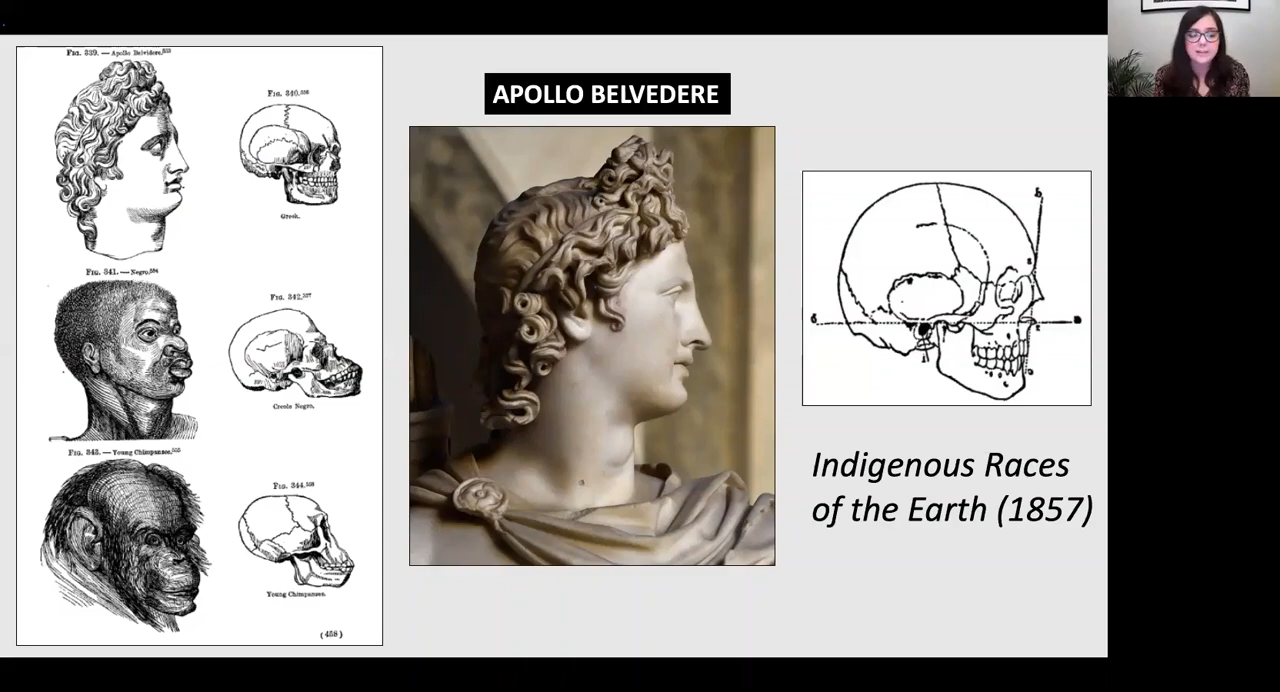 FIG. 339. — Apollo Belvidere.
FIG. 340.
Greek.
FIG. 341. — Negro.
FIG. 342.
Creole Negro.
FIG. 343. — Young Chimpanzee.
FIG. 344.
Young Chimpanzee.
(458)
APOLLO BELVEDERE
Indigenous Races
of the Earth (1857)